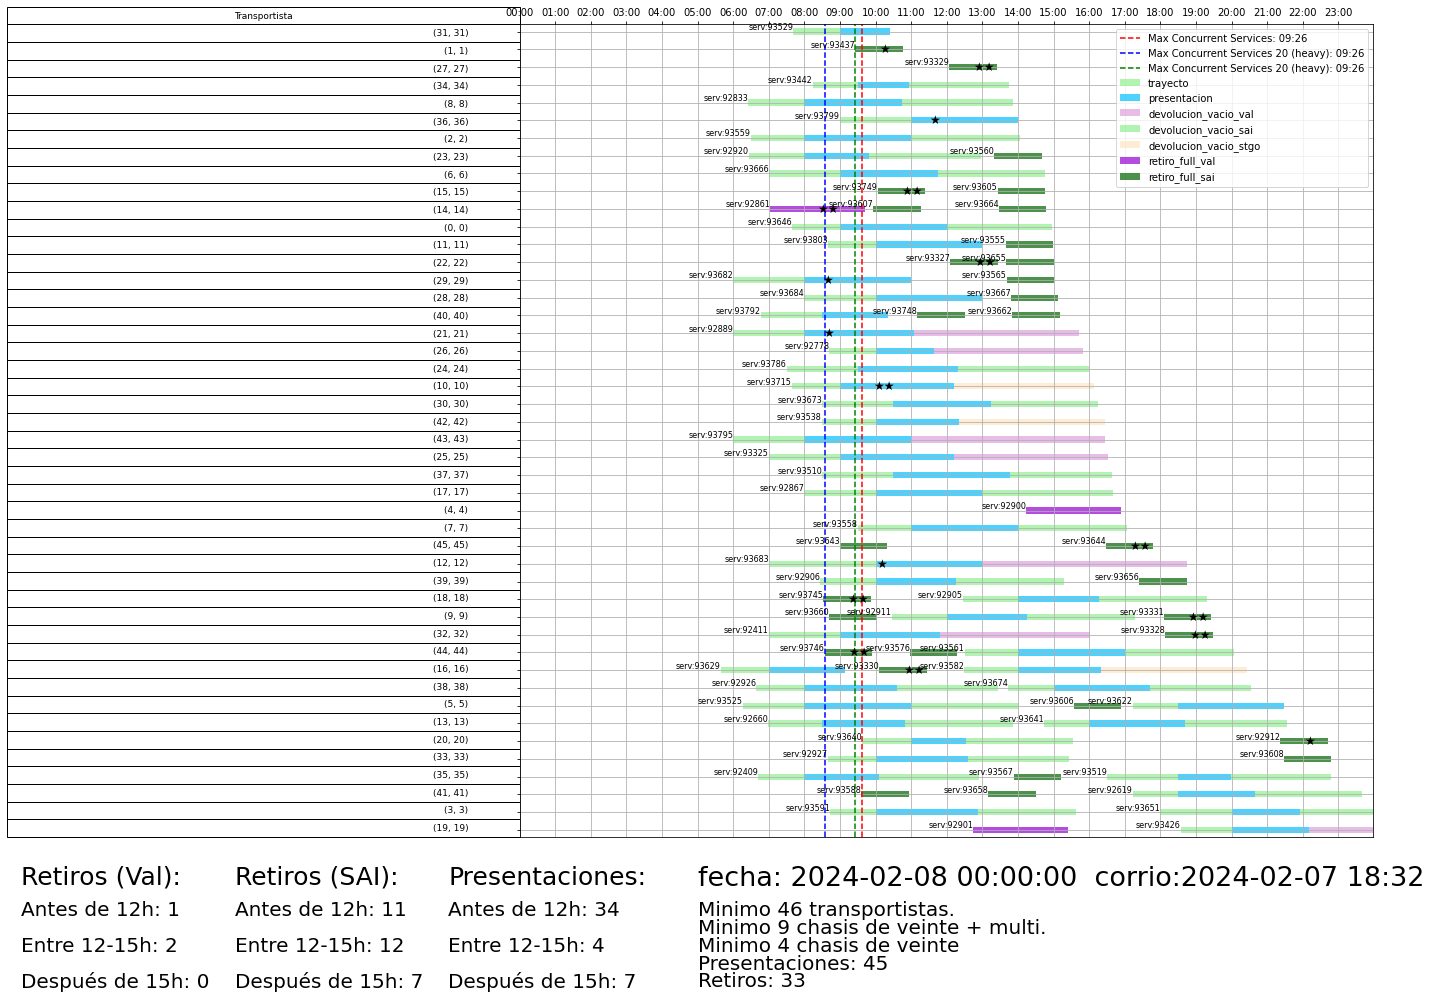 Transportista
00:00 01:00 02:00 03:00 04:00 05:00 06:00 07:00 08:00 09:00 10:00 11:00 12:00 13:00 14:00 15:00 16:00 17:00 18:00 19:00 20:00 21:00 22:00 23:00
(31, 31) serv:93529
(1, 1) serv:93437
(27, 27) serv:93329
(34, 34) serv:93442
(8, 8) serv:92833
(36, 36) serv:93799
(2, 2) serv:93559
(23, 23) serv:92920 serv:93560
(6, 6) serv:93666
(15, 15) serv:93749 serv:93605
(14, 14) serv:92861 serv:93607 serv:93664
(0, 0) serv:93646
(11, 11) serv:93803 serv:93555
(22, 22) serv:93327 serv:93655
(29, 29) serv:93682 serv:93565
(28, 28) serv:93684 serv:93667
(40, 40) serv:93792 serv:93748 serv:93662
(21, 21) serv:92889
(26, 26) serv:92773
(24, 24) serv:93786
(10, 10) serv:93715
(30, 30) serv:93673
(42, 42) serv:93538
(43, 43) serv:93795
(25, 25) serv:93325
(37, 37) serv:93510
(17, 17) serv:92867
(4, 4) serv:92900
(7, 7) serv:93558
(45, 45) serv:93643 serv:93644
(12, 12) serv:93683
(39, 39) serv:92906 serv:93656
(18, 18) serv:93745 serv:92905
(9, 9) serv:93660 serv:92911 serv:93331
(32, 32) serv:92411 serv:93328
(44, 44) serv:93746 serv:93576 serv:93561
(16, 16) serv:93629 serv:93330 serv:93582
(38, 38) serv:92926 serv:93674
(5, 5) serv:93525 serv:93606 serv:93622
(13, 13) serv:92660 serv:93641
(20, 20) serv:93640 serv:92912
(33, 33) serv:92927 serv:93608
(35, 35) serv:92409 serv:93567 serv:93519
(41, 41) serv:93588 serv:93658 serv:92619
(3, 3) serv:93591 serv:93651
(19, 19) serv:92901 serv:93426
Max Concurrent Services: 09:26
Max Concurrent Services 20 (heavy): 09:26
Max Concurrent Services 20 (heavy): 09:26
trayecto
presentacion
devolucion_vacio_val
devolucion_vacio_sai
devolucion_vacio_stgo
retiro_full_val
retiro_full_sai
Retiros (Val):
Antes de 12h: 1
Entre 12-15h: 2
Después de 15h: 0
Retiros (SAI):
Antes de 12h: 11
Entre 12-15h: 12
Después de 15h: 7
Presentaciones:
Antes de 12h: 34
Entre 12-15h: 4
Después de 15h: 7
fecha: 2024-02-08 00:00:00 corrio:2024-02-07 18:32
Minimo 46 transportistas.
Minimo 9 chasis de veinte + multi.
Minimo 4 chasis de veinte
Presentaciones: 45
Retiros: 33